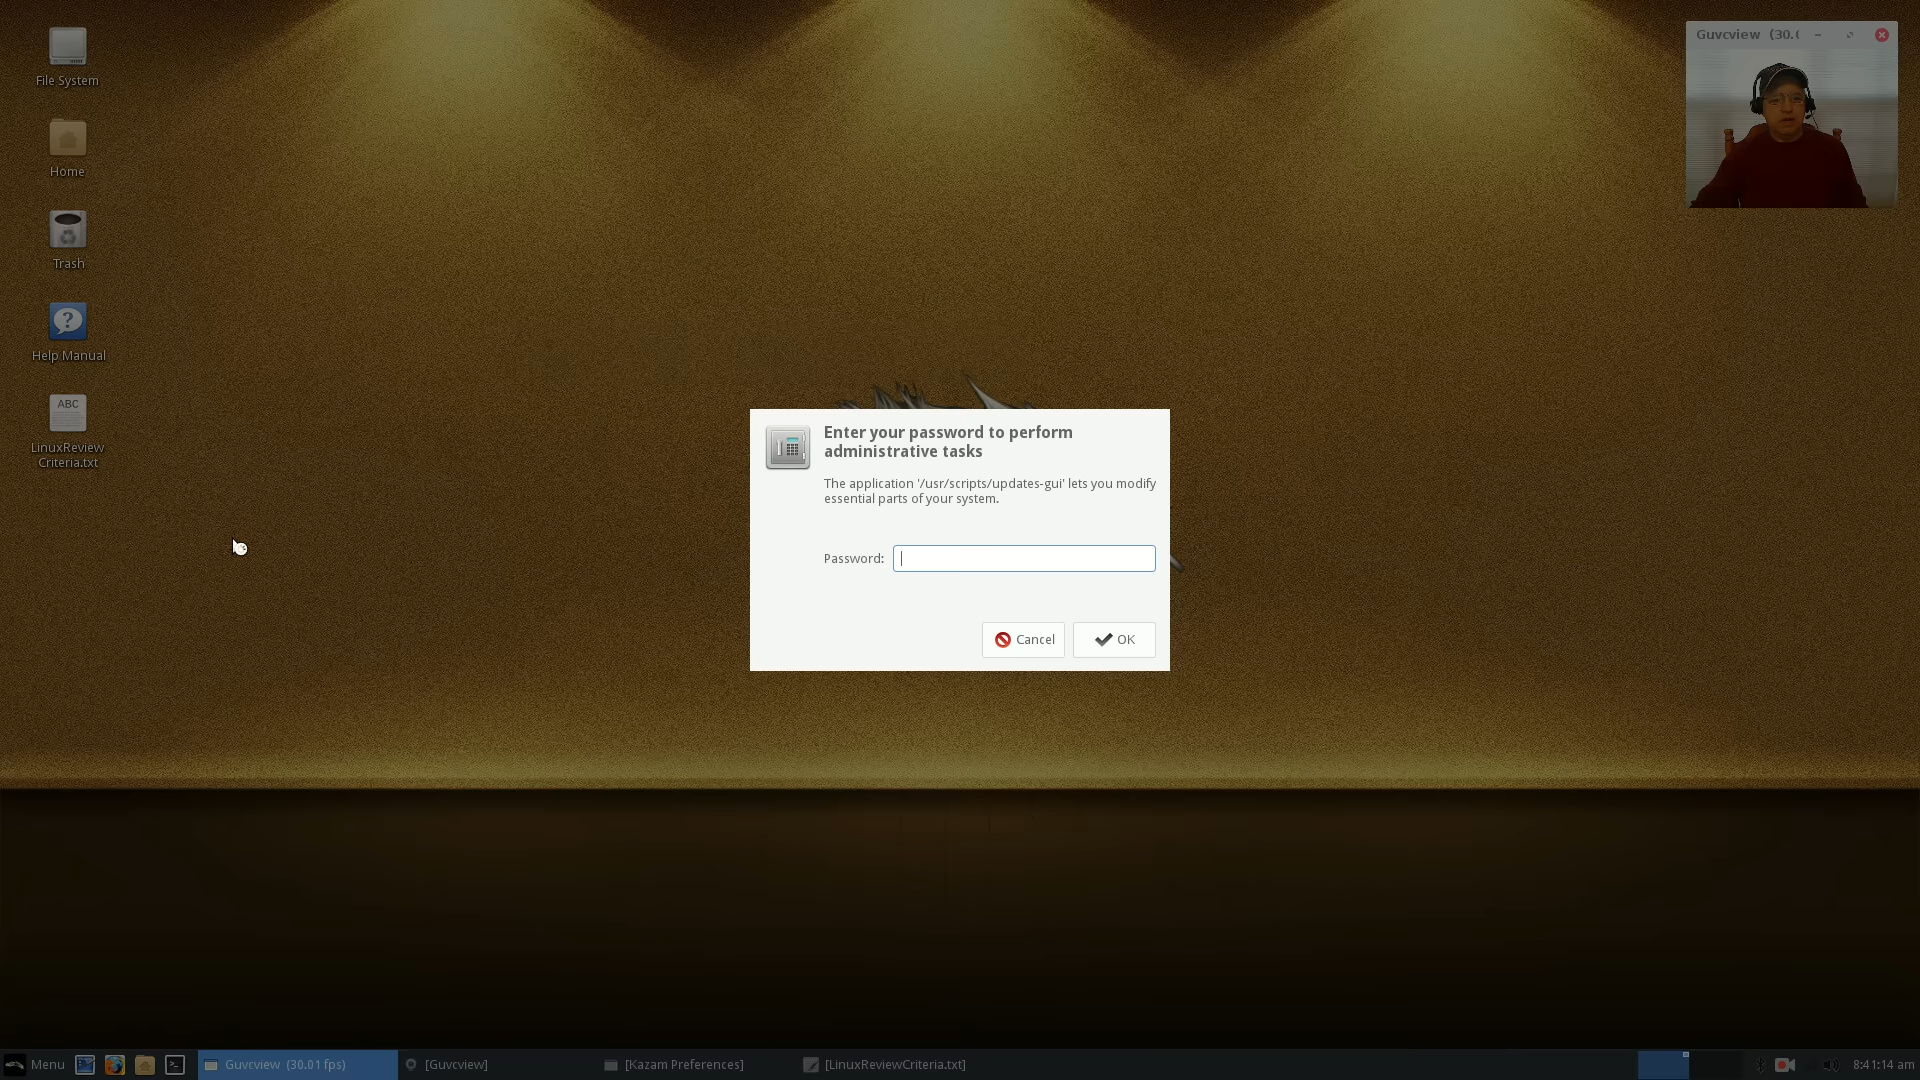 File System
Home
Trash
Help Manual
LinuxReview
Criteria.txt
ABC
Guvcview (30.
Enter your password to perform
administrative tasks
The application '/usr/scripts/updates-gui' lets you modify
essential parts of your system.
Password:
Cancel
OK
Menu
Guvcview (30.01 fps)
[Guvcview]
[Kazam Preferences]
[LinuxReviewCriteria.txt]
8:41:14 am